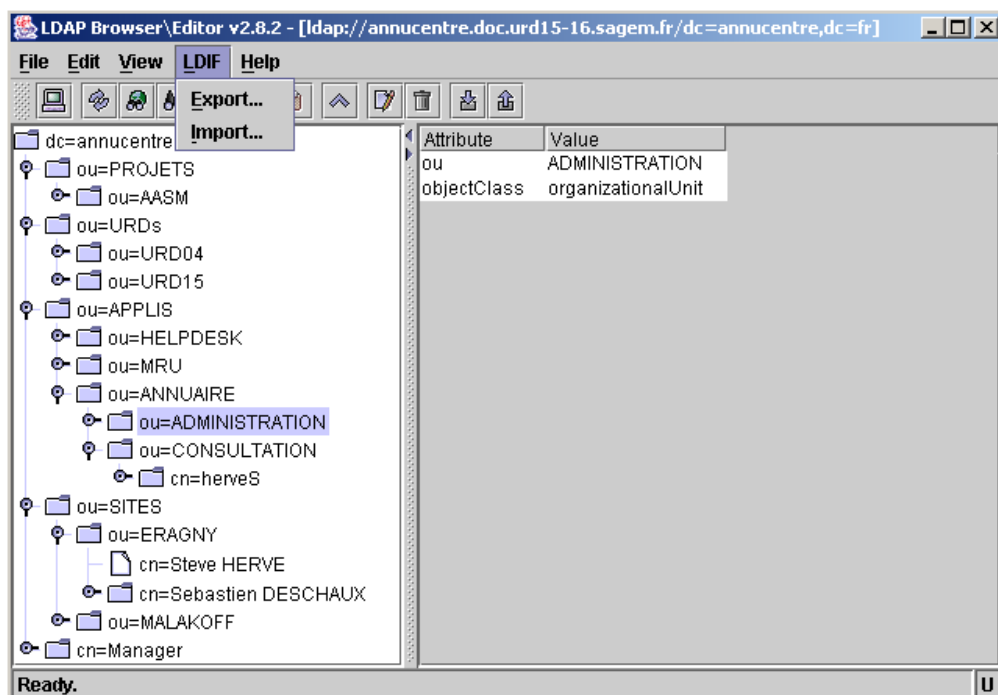 LDAP Browser\Editor v2.8.2 - [ldap://annucentre.doc.urd15-16.sagem.fr/dc=annucentre,dc=fr]
File Edit View LDIF Help
Export...
Import...
dc=annucentre
ou=PROJETS
ou=AASM
ou=URDs
ou=URD04
ou=URD15
ou=APPLIS
ou=HELPDESK
ou=MRU
ou=ANNUAIRE
ou=ADMINISTRATION
ou=CONSULTATION
cn=herveS
ou=SITES
ou=ERAGNY
cn=Steve HERVE
cn=Sebastien DESCHAUX
ou=MALAKOFF
cn=Manager
Attribute Value
ou ADMINISTRATION
objectClass organizationalUnit
Ready. U